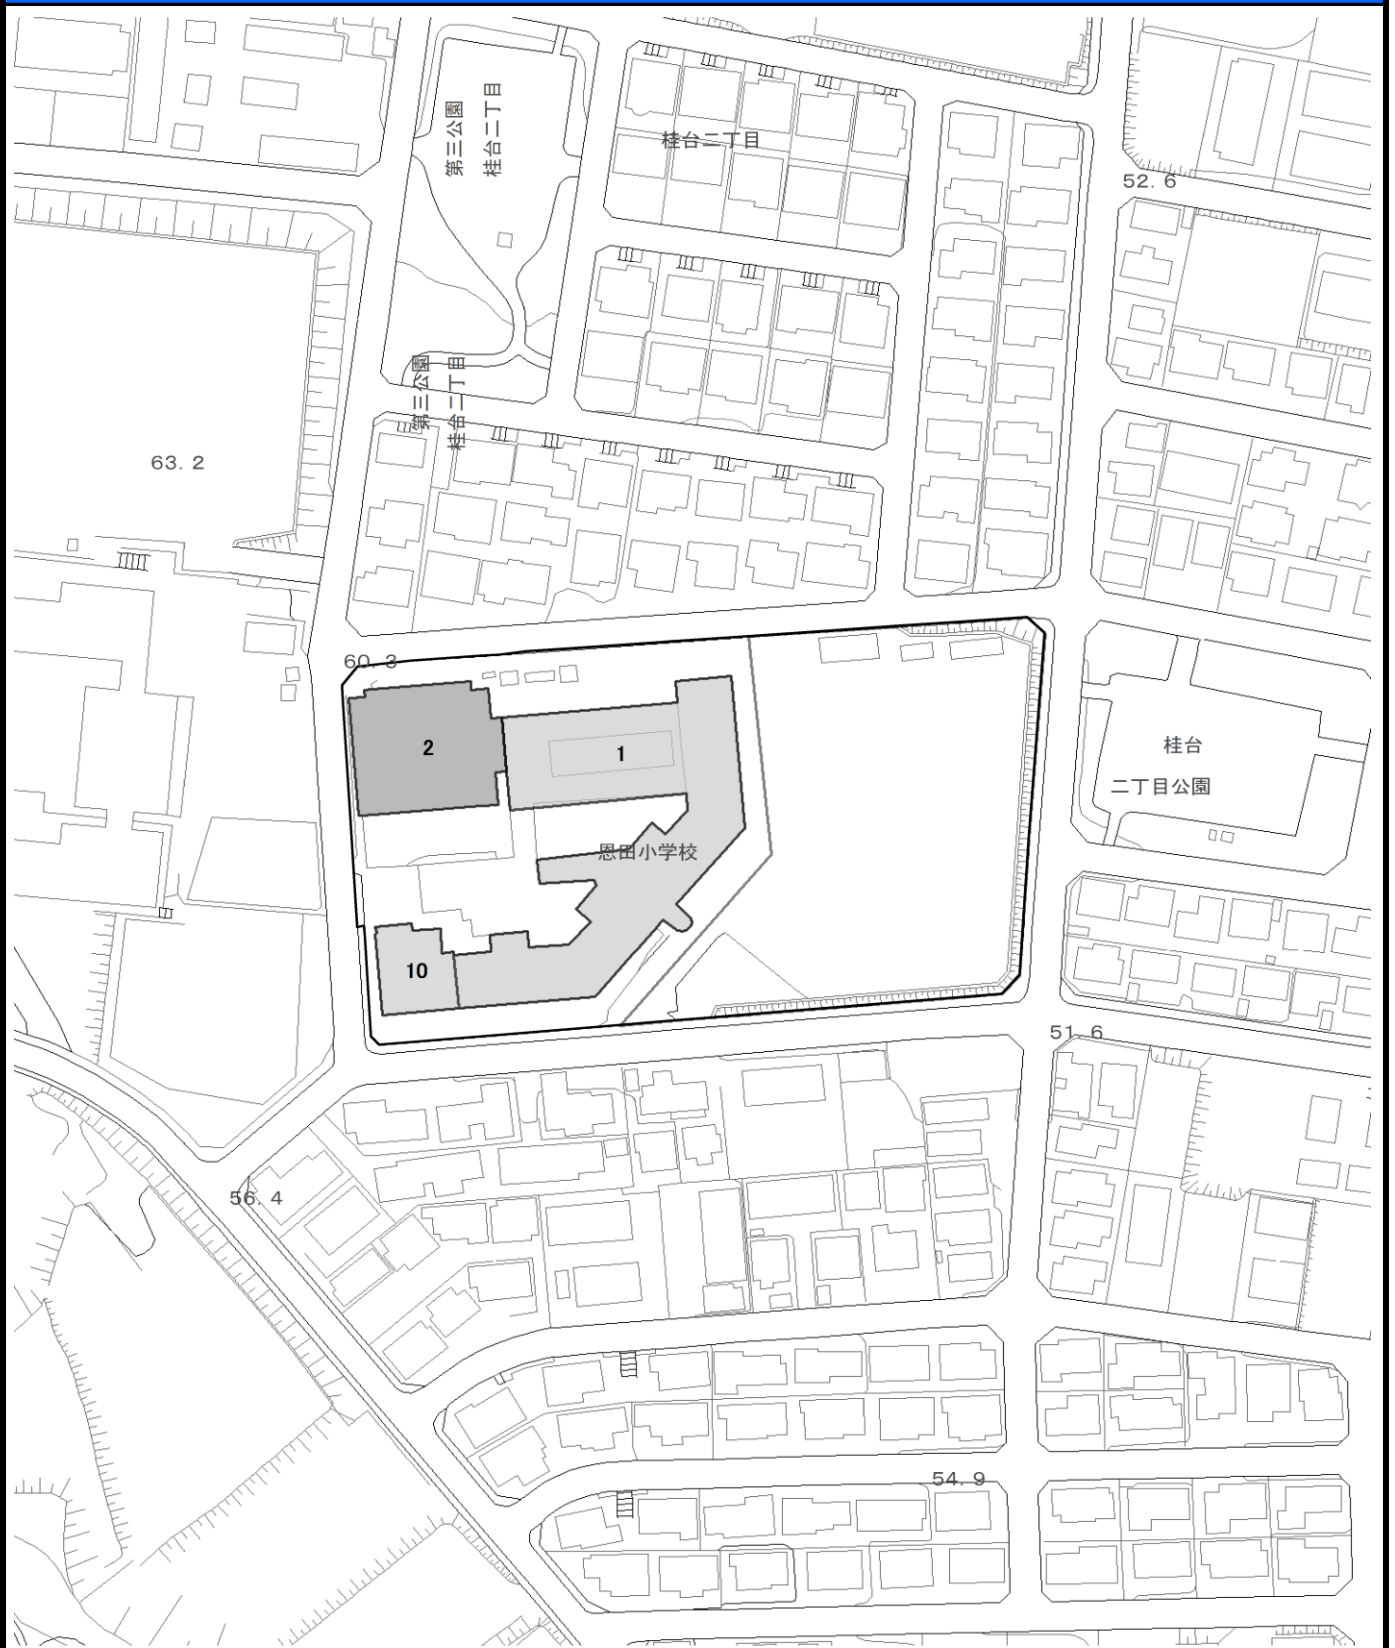 桂台二丁目
第三公園
桂台二丁目
52. 6
桂台二丁目
第三公園
63. 2
60. 3
2
1
桂台
二丁目公園
恩田小学校
10
51. 6
56. 4
54. 9